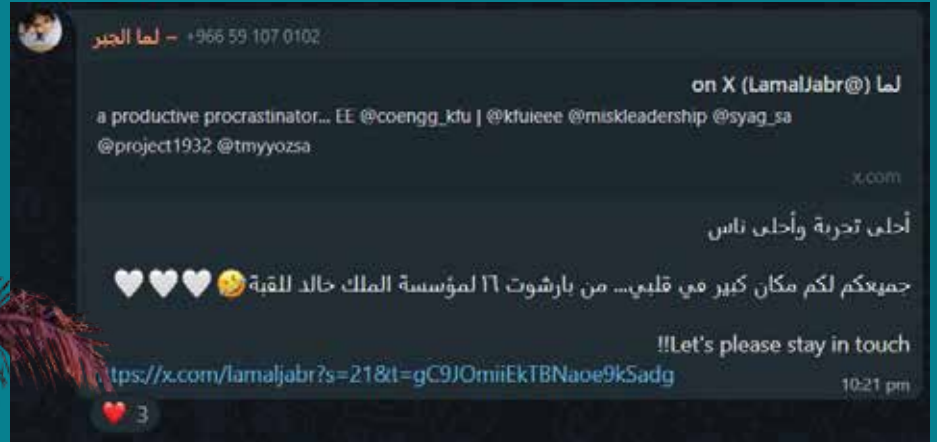 لما الجبر – +966 59 107 0102
لما (@LamalJabr) on X
a productive procrastinator... EE @coengg_kfu | @kfuieee @miskleadership @syag_sa
@project1932 @tmyyozsa
x.com
أحلى تجربة وأحلى ناس
جميعكم لكم مكان كبير في قلبي... من بارشوت ١٦ لمؤسسة الملك خالد للقبة🤣🤍🤍🤍
Let's please stay in touch!!
ttps://x.com/lamaljabr?s=21&t=gC9JOmiiEkTBNaoe9kSadg
10:21 pm
❤️ 3